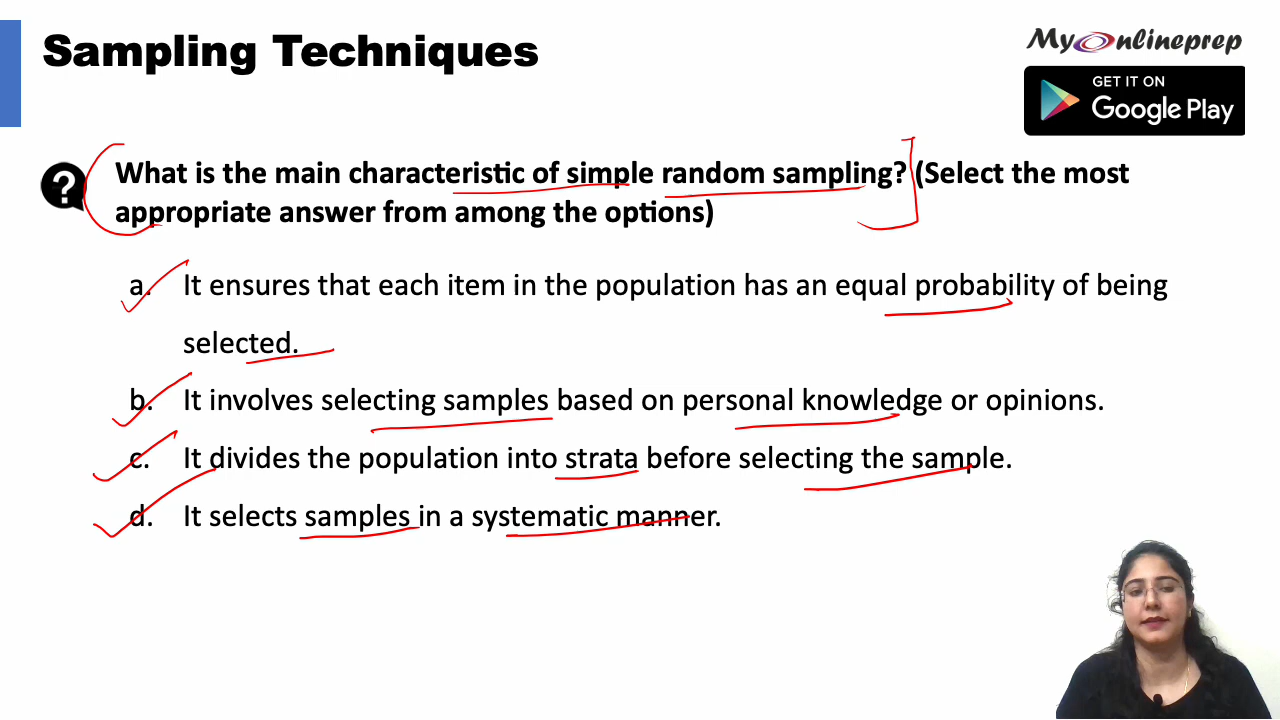 Sampling Techniques
Myonlineprep
GET IT ON
Google Play
?
What is the main characteristic of simple random sampling? (Select the most
appropriate answer from among the options)
a. It ensures that each item in the population has an equal probability of being
selected.
b. It involves selecting samples based on personal knowledge or opinions.
c. It divides the population into strata before selecting the sample.
d. It selects samples in a systematic manner.